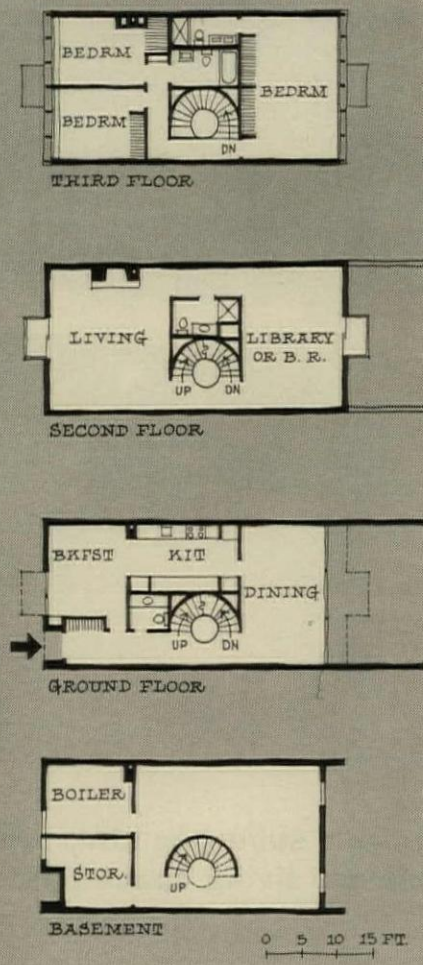 BEDRM
BEDRM
BEDRM
DN
THIRD FLOOR
LIVING
LIBRARY
OR B. R.
UP DN
SECOND FLOOR
BKFST KIT
DINING
UP DN
GROUND FLOOR
BOILER
STOR.
UP
BASEMENT
0 5 10 15 FT.